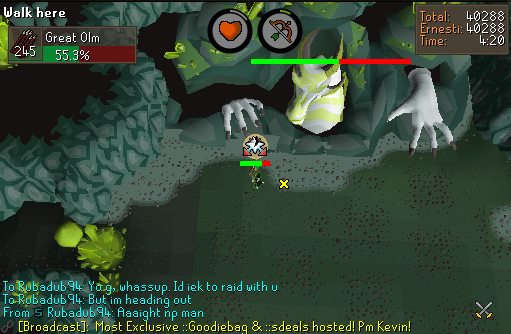 Walk here
Total: 40288
Ernesti: 40288
Time: 4:20
Great Olm
245
55.3%
To Rubadub94: Yo g, whassup. Id iek to raid with u
To Rubadub94: But im heading out
From S Rubadub94: Aaaight np man
[Broadcast]: Most Exclusive ::Goodiebag & ::sdeals hosted! Pm Kevin!